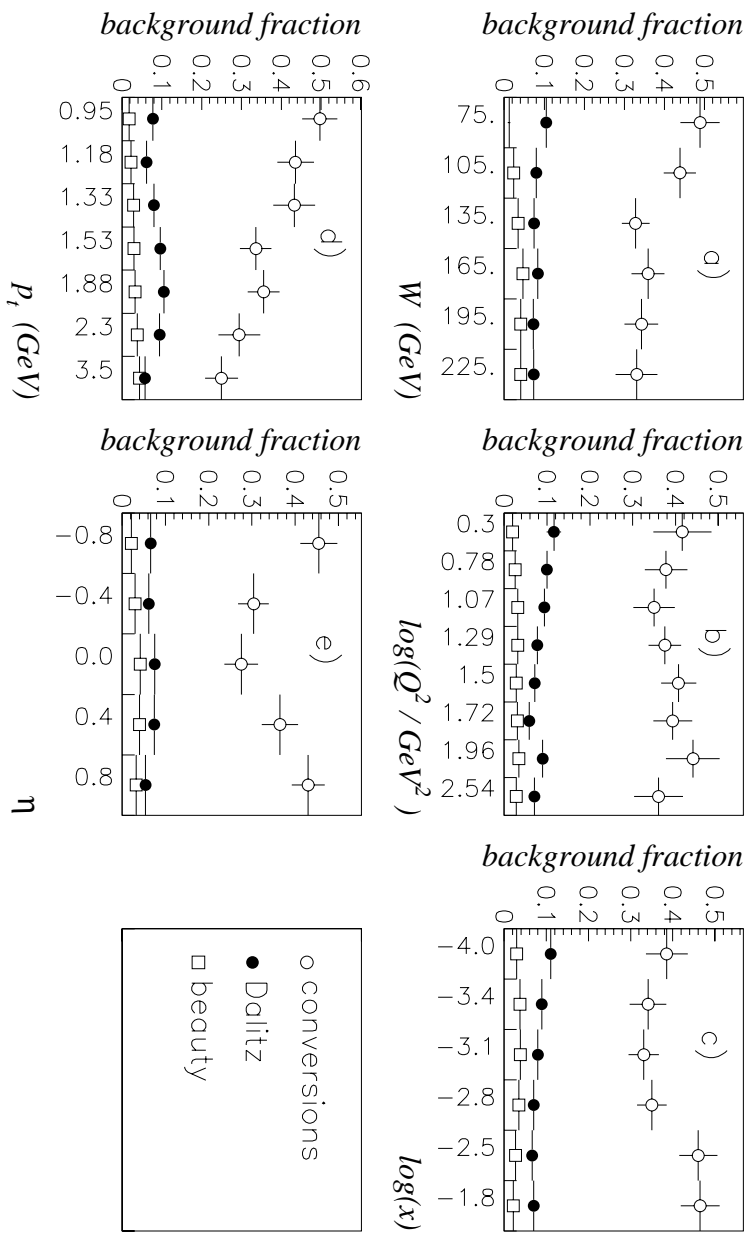 background fraction
0 0.1 0.2 0.3 0.4 0.5
a)
75. 105. 135. 165. 195. 225.
W (GeV)
background fraction
0 0.1 0.2 0.3 0.4 0.5
b)
0.3 0.78 1.07 1.29 1.5 1.72 1.96 2.54
log(Q² / GeV²)
background fraction
0 0.1 0.2 0.3 0.4 0.5
c)
-4.0 -3.4 -3.1 -2.8 -2.5 -1.8
log(x)
background fraction
0 0.1 0.2 0.3 0.4 0.5 0.6
d)
0.95 1.18 1.33 1.53 1.88 2.3 3.5
pₜ (GeV)
background fraction
0 0.1 0.2 0.3 0.4 0.5
e)
-0.8 -0.4 0.0 0.4 0.8
η
conversions
Dalitz
beauty